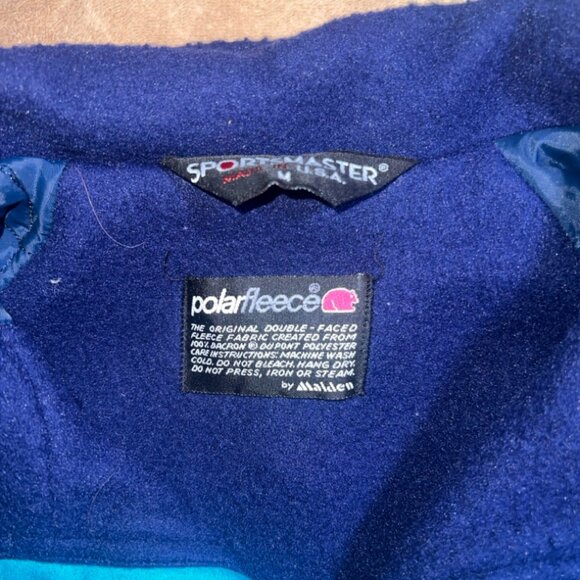 SPORTSMASTER®
M U.S.A.
polarfleece®
THE ORIGINAL DOUBLE - FACED
FLEECE FABRIC CREATED FROM
100% DACRON ® DU PONT POLYESTER
CARE INSTRUCTIONS: MACHINE WASH
COLD. DO NOT BLEACH. HANG DRY.
DO NOT PRESS, IRON OR STEAM.
by Malden